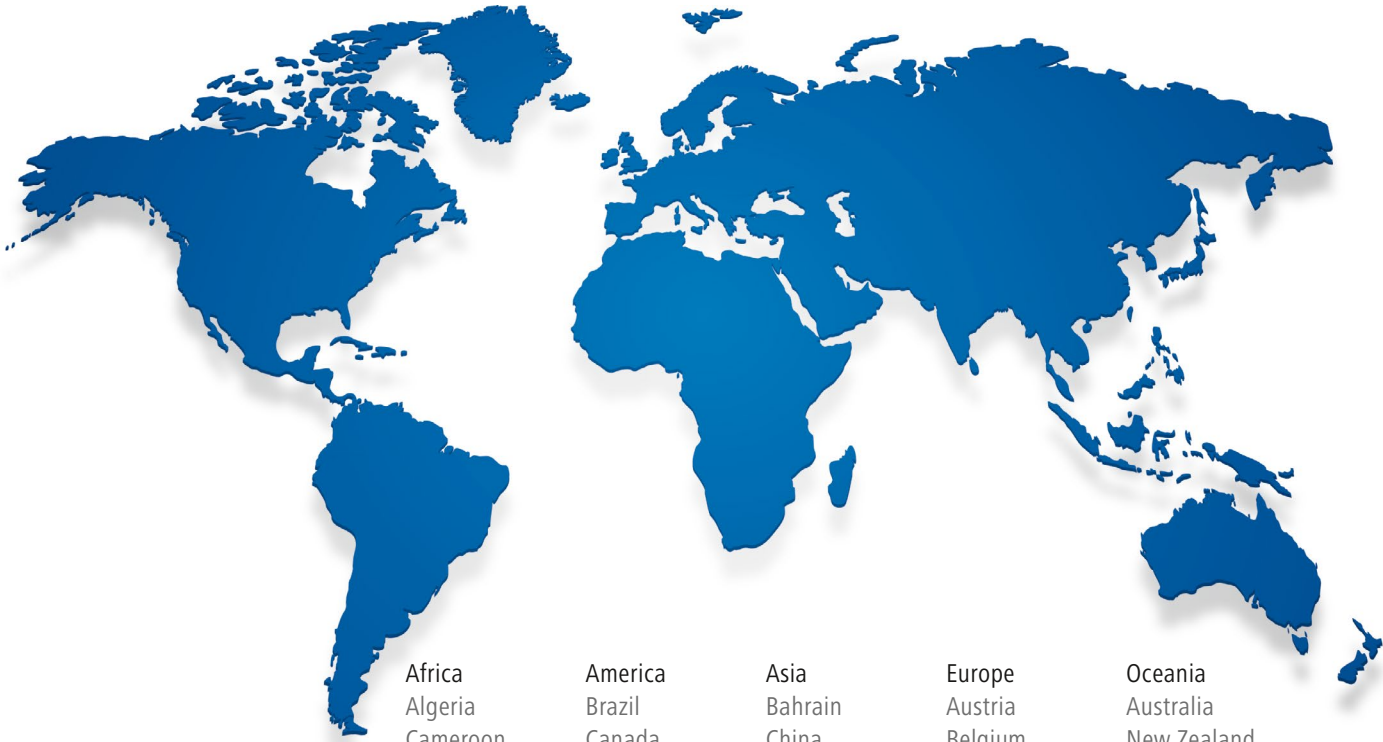 Africa America Asia Europe Oceania
Algeria Brazil Bahrain Austria Australia
Cameroon Canada China Belgium New Zealand